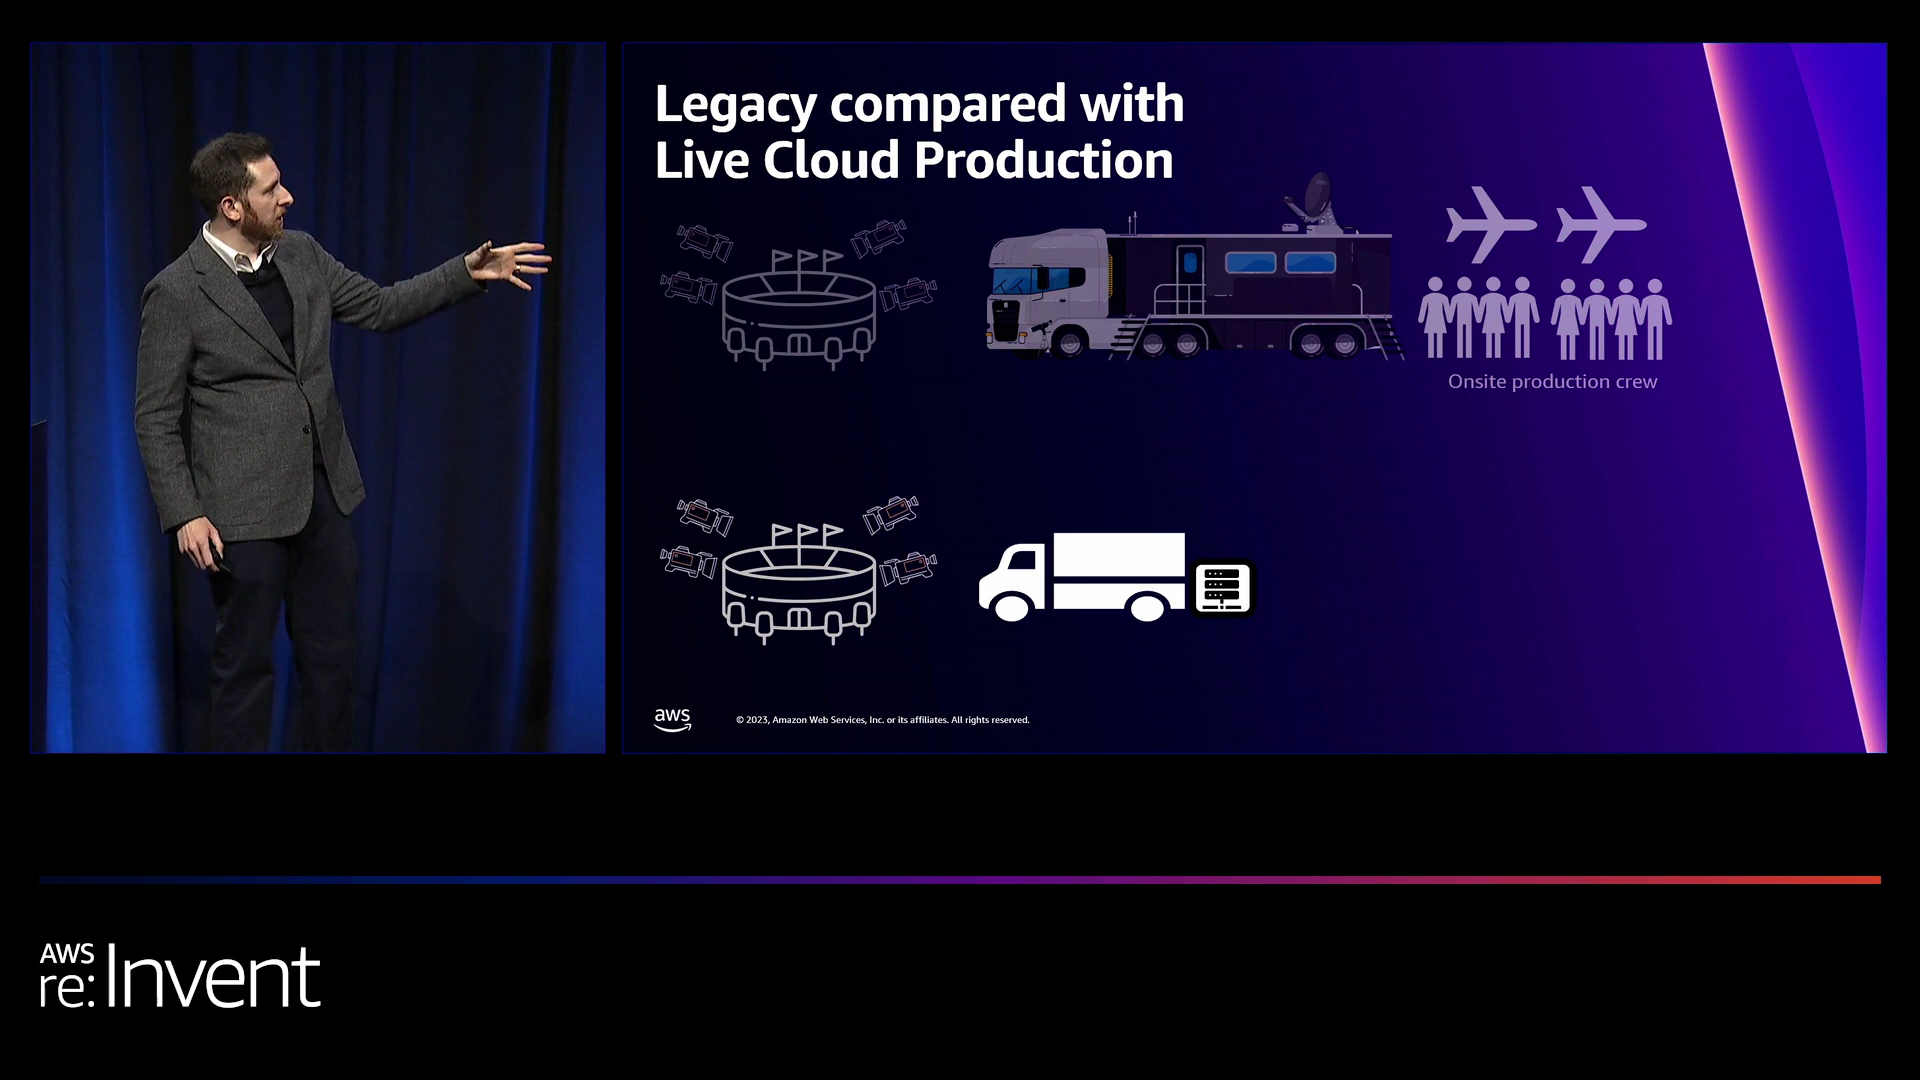 Legacy compared with
Live Cloud Production
Onsite production crew
aws
© 2023, Amazon Web Services, Inc. or its affiliates. All rights reserved.
AWS
re:Invent